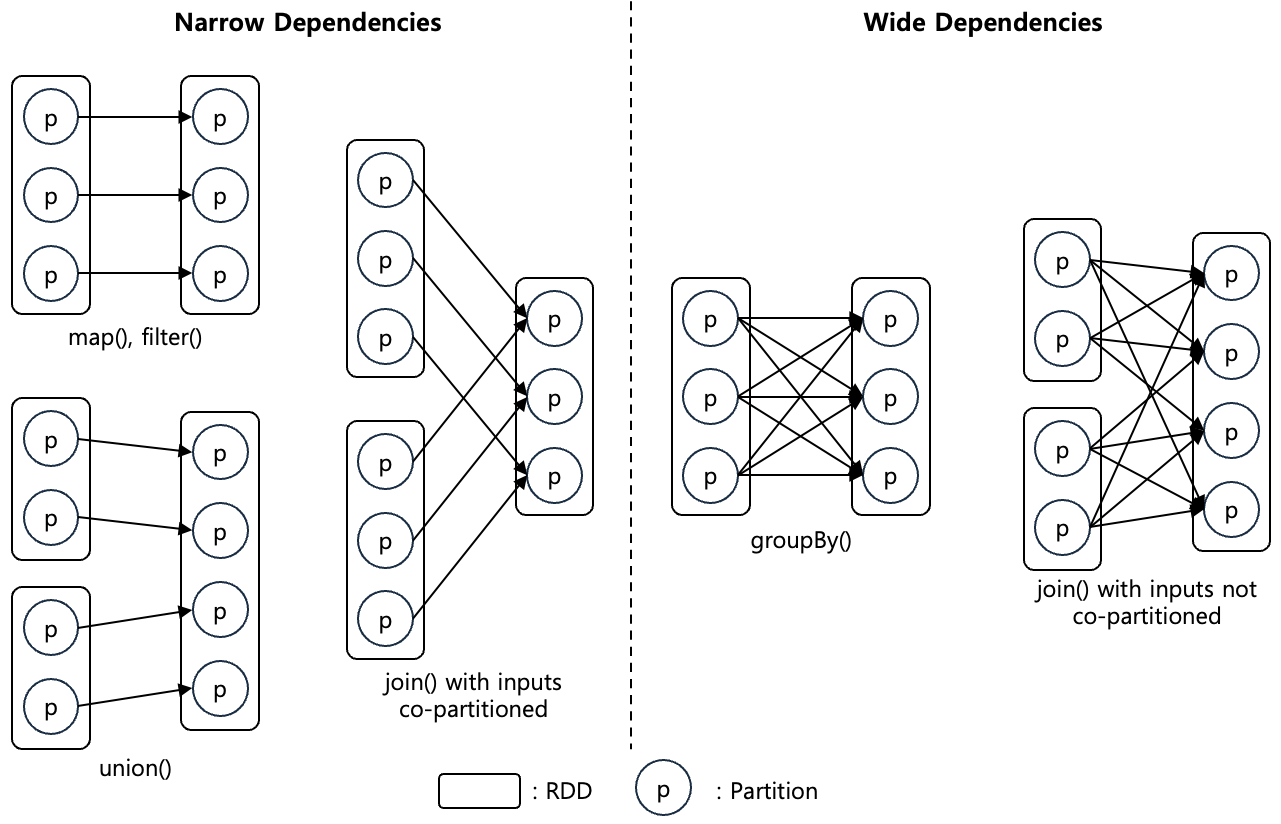 Narrow Dependencies
Wide Dependencies
p p
p p
p p
map(), filter()
p
p
p
p
p
p
p
p
p
join() with inputs
co-partitioned
p p
p p
p p
p p
union()
p p
p p
p p
groupBy()
p p
p p
p p
p p
join() with inputs not
co-partitioned
: RDD
p : Partition